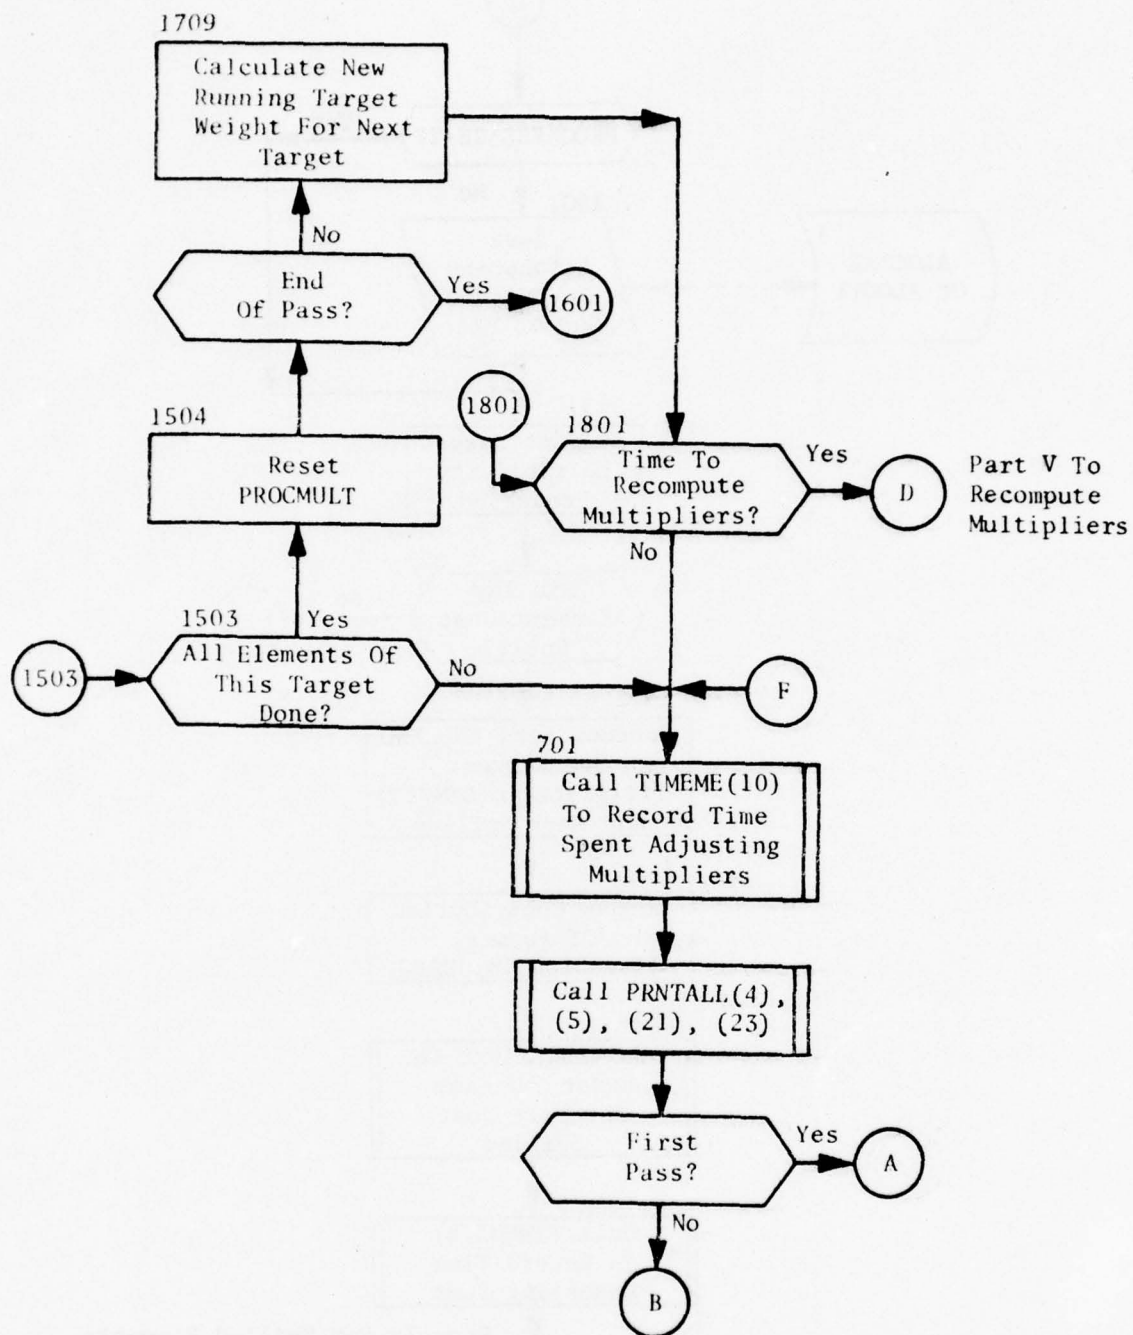 1709
Calculate New
Running Target
Weight For Next
Target
No
End
Of Pass?
Yes
1601
1504
Reset
PROCMULT
1801
1801
Time To
Recompute
Multipliers?
Yes
D
Part V To
Recompute
Multipliers
No
1503
Yes
1503
All Elements Of
This Target
Done?
No
F
701
Call TIMEME(10)
To Record Time
Spent Adjusting
Multipliers
Call PRNTALL(4),
(5), (21), (23)
First
Pass?
Yes
A
No
B